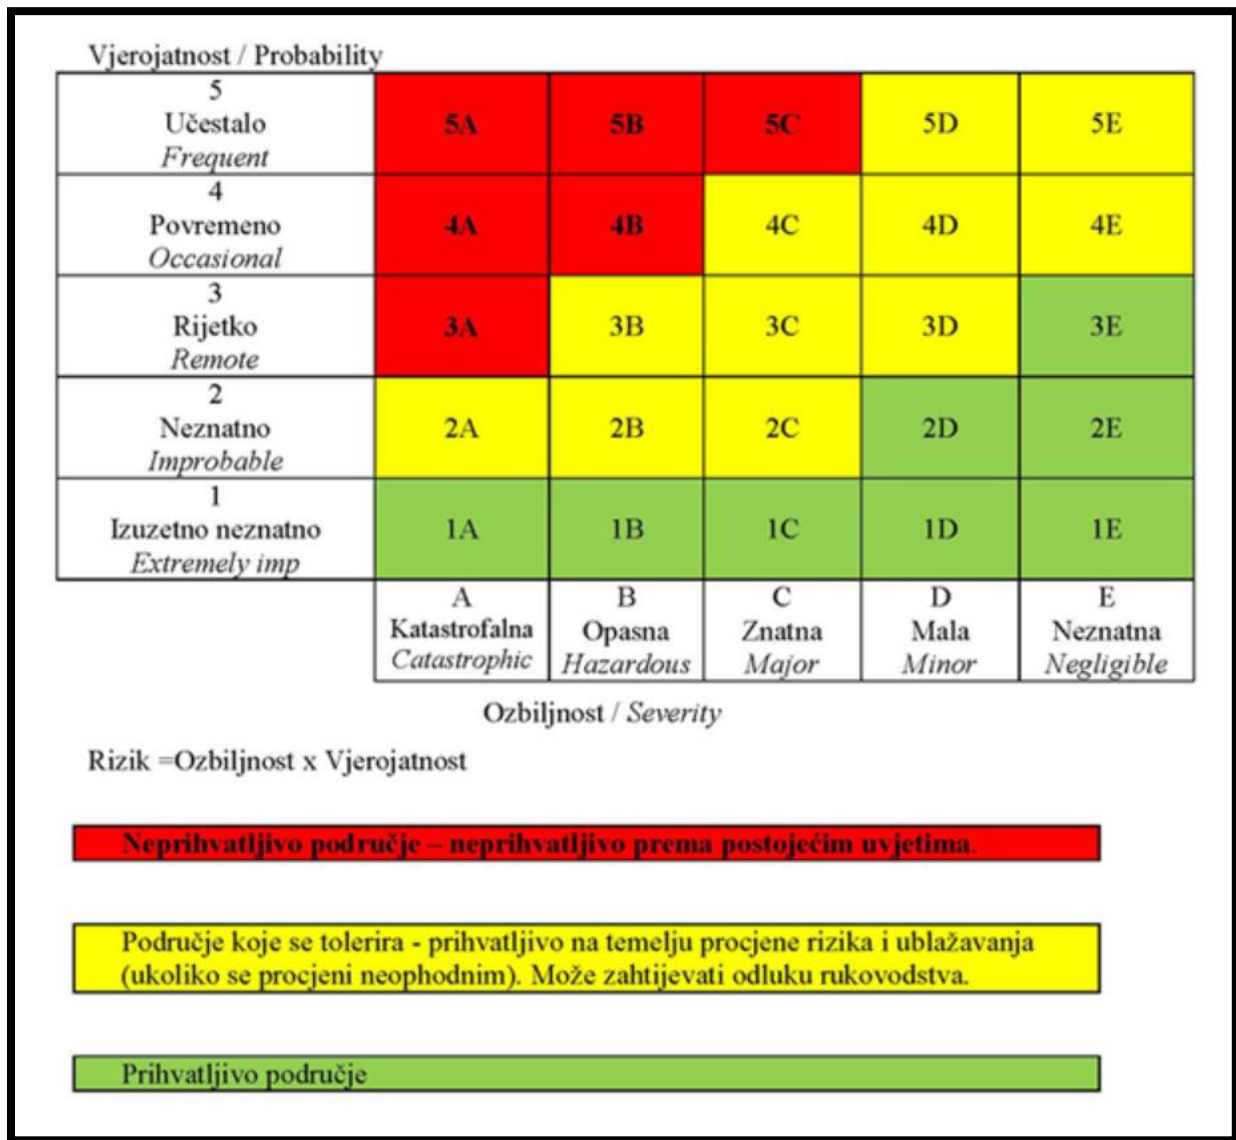 Vjerojatnost / Probability
5
Učestalo
Frequent
5A
5B
5C
5D
5E
4
Povremeno
Occasional
4A
4B
4C
4D
4E
3
Rijetko
Remote
3A
3B
3C
3D
3E
2
Neznatno
Improbable
2A
2B
2C
2D
2E
1
Izuzetno neznatno
Extremely imp
1A
1B
1C
1D
1E
A
Katastrofalna
Catastrophic
B
Opasna
Hazardous
C
Znatna
Major
D
Mala
Minor
E
Neznatna
Negligible
Ozbiljnost / Severity
Rizik =Ozbiljnost x Vjerojatnost
Neprihvatljivo područje – neprihvatljivo prema postojećim uvjetima.
Područje koje se tolerira - prihvatljivo na temelju procjene rizika i ublažavanja
(ukoliko se procjeni neophodnim). Može zahtijevati odluku rukovodstva.
Prihvatljivo područje